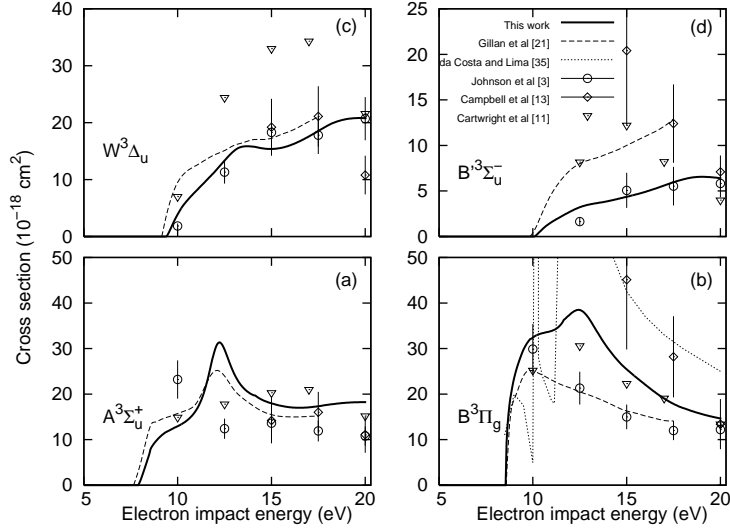 50
40
30
20
10
0
(c)
W³Δᵤ
25
20
15
10
5
0
(d)
This work
Gillan et al [21]
da Costa and Lima [35]
Johnson et al [3]
Campbell et al [13]
Cartwright et al [11]
B'³Σᵤ⁻
Cross section (10⁻¹⁸ cm²)
50
40
30
20
10
0
(a)
A³Σᵤ⁺
5 10 15 20
Electron impact energy (eV)
50
40
30
20
10
0
(b)
B³Π_g
5 10 15 20
Electron impact energy (eV)